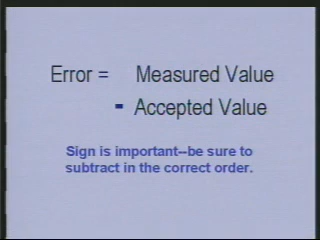 Error = Measured Value
- Accepted Value
Sign is important--be sure to
subtract in the correct order.